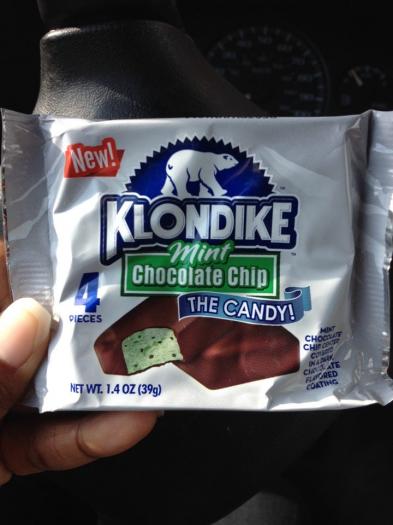 New!
KLONDIKE
Mint
Chocolate Chip
THE CANDY!
4
PIECES
MINT
CHOCOLATE
CHIP CENTER
COVERED
IN A DARK
CHOCOLATE
FLAVORED
COATING
NET WT. 1.4 OZ (39g)